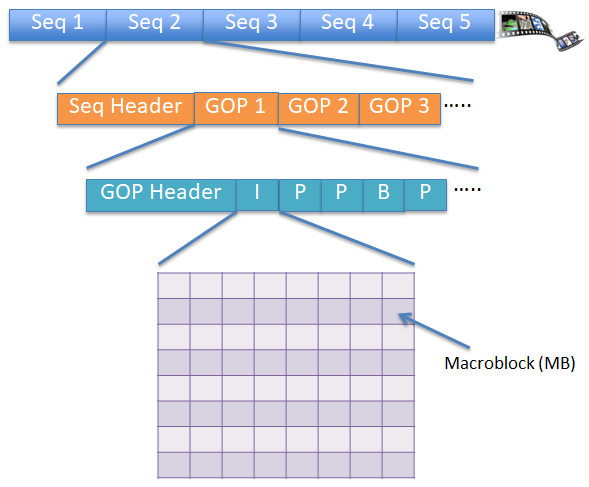 Seq 1 Seq 2 Seq 3 Seq 4 Seq 5
Seq Header GOP 1 GOP 2 GOP 3 .....
GOP Header I P P B P .....
Macroblock (MB)